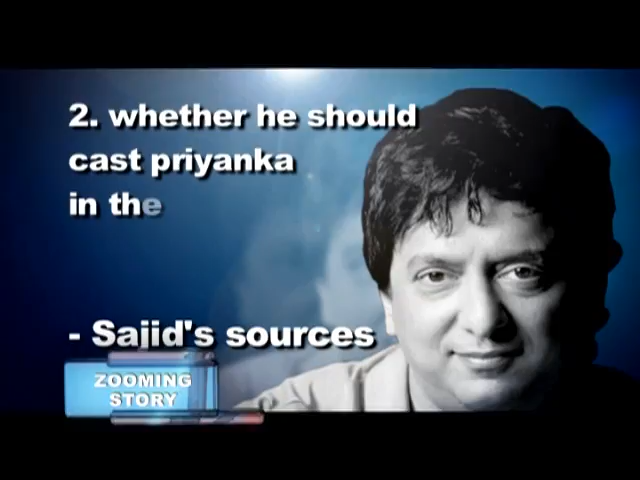 2. whether he should
cast priyanka
in the
- Sajid's sources
ZOOMING
STORY